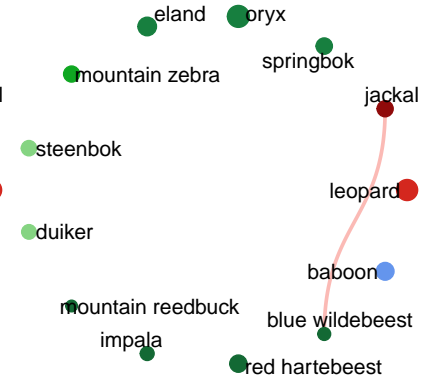 eland
oryx
springbok
mountain zebra
jackal
steenbok
leopard
duiker
baboon
mountain reedbuck
blue wildebeest
impala
red hartebeest